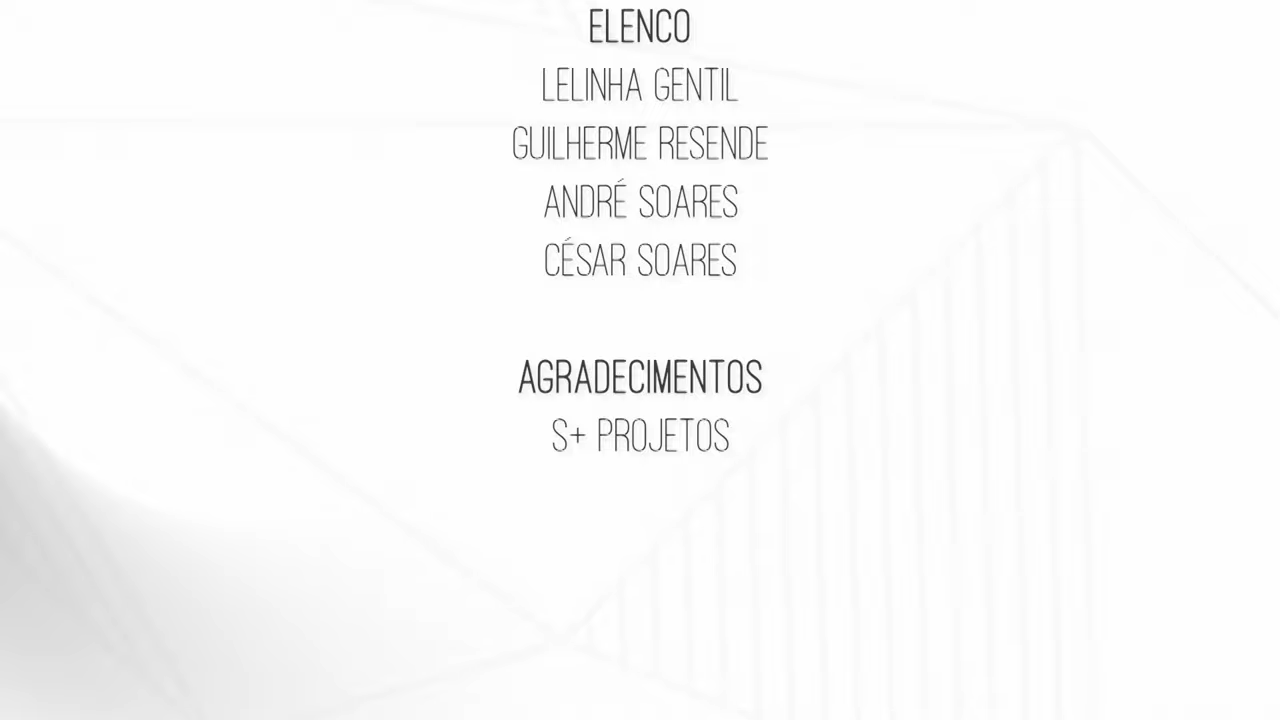 ELENCO
LELINHA GENTIL
GUILHERME RESENDE
ANDRÉ SOARES
CÉSAR SOARES
AGRADECIMENTOS
S+ PROJETOS